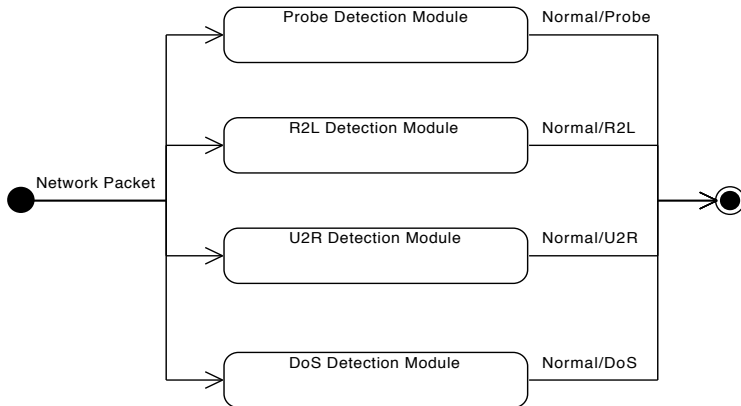 Probe Detection Module
Normal/Probe
R2L Detection Module
Normal/R2L
Network Packet
U2R Detection Module
Normal/U2R
DoS Detection Module
Normal/DoS